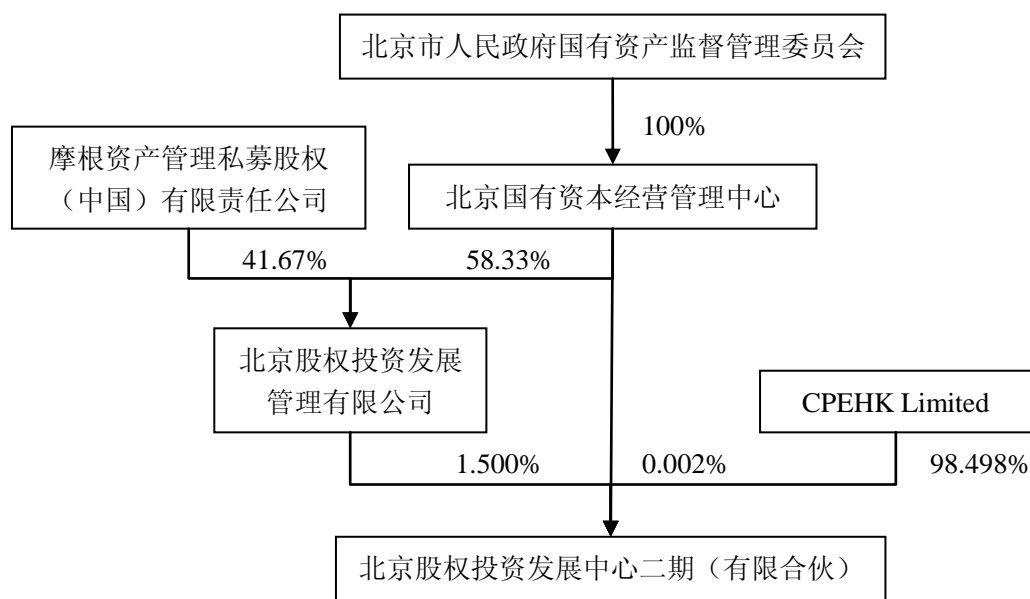 北京市人民政府国有资产监督管理委员会
100%
摩根资产管理私募股权
（中国）有限责任公司
北京国有资本经营管理中心
41.67%
58.33%
北京股权投资发展
管理有限公司
CPEHK Limited
1.500%
0.002%
98.498%
北京股权投资发展中心二期（有限合伙）